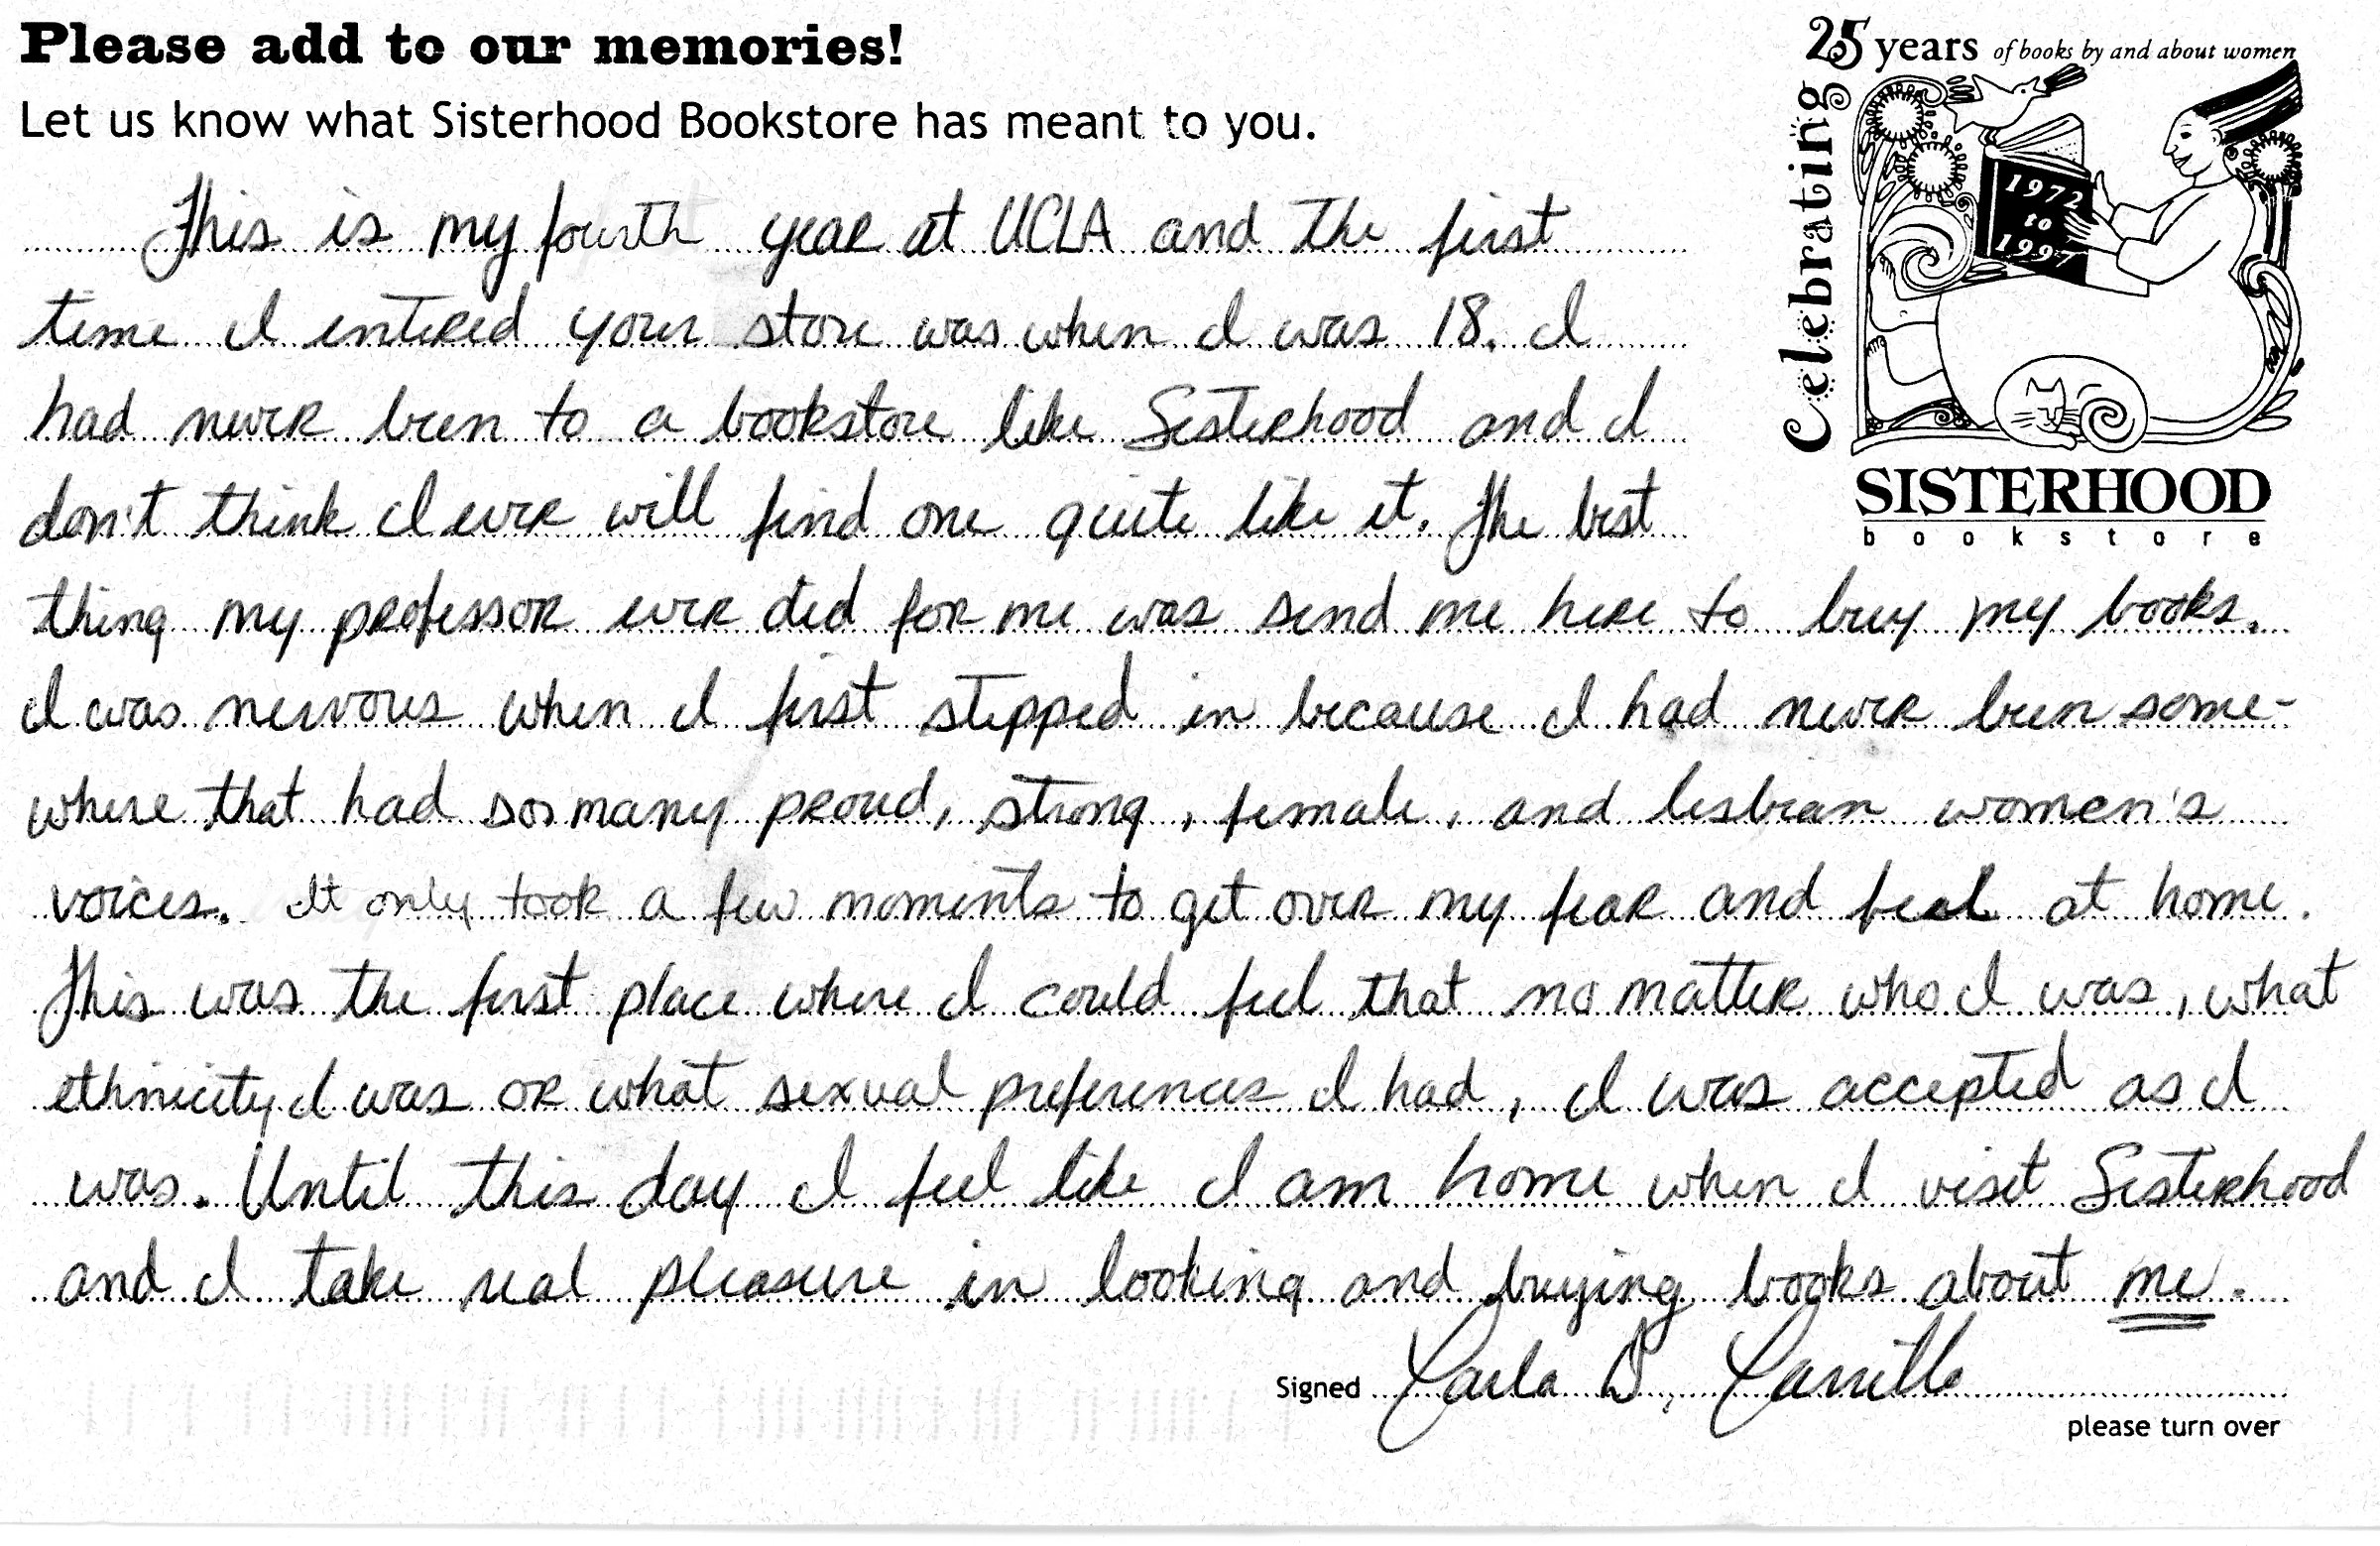 Please add to our memories!
Let us know what Sisterhood Bookstore has meant to you.
Celebrating
25 years of books by and about women
1972
to
1997
SISTERHOOD
bookstore
This is my fourth year at UCLA and the first
time I entered your store was when I was 18. I
had never been to a bookstore like Sisterhood and I
don't think I ever will find one quite like it. The best
thing my professor ever did for me was send me here to buy my books.
I was nervous when I first stepped in because I had never been some-
where that had so many proud, strong, female, and lesbian women's
voices. It only took a few moments to get over my fear and feel at home.
This was the first place where I could feel that no matter who I was, what
ethnicity I was or what sexual preferences I had, I was accepted as I
was. Until this day I feel like I am home when I visit Sisterhood
and I take real pleasure in looking and buying books about me.
Signed Carla D. Carrillo
please turn over